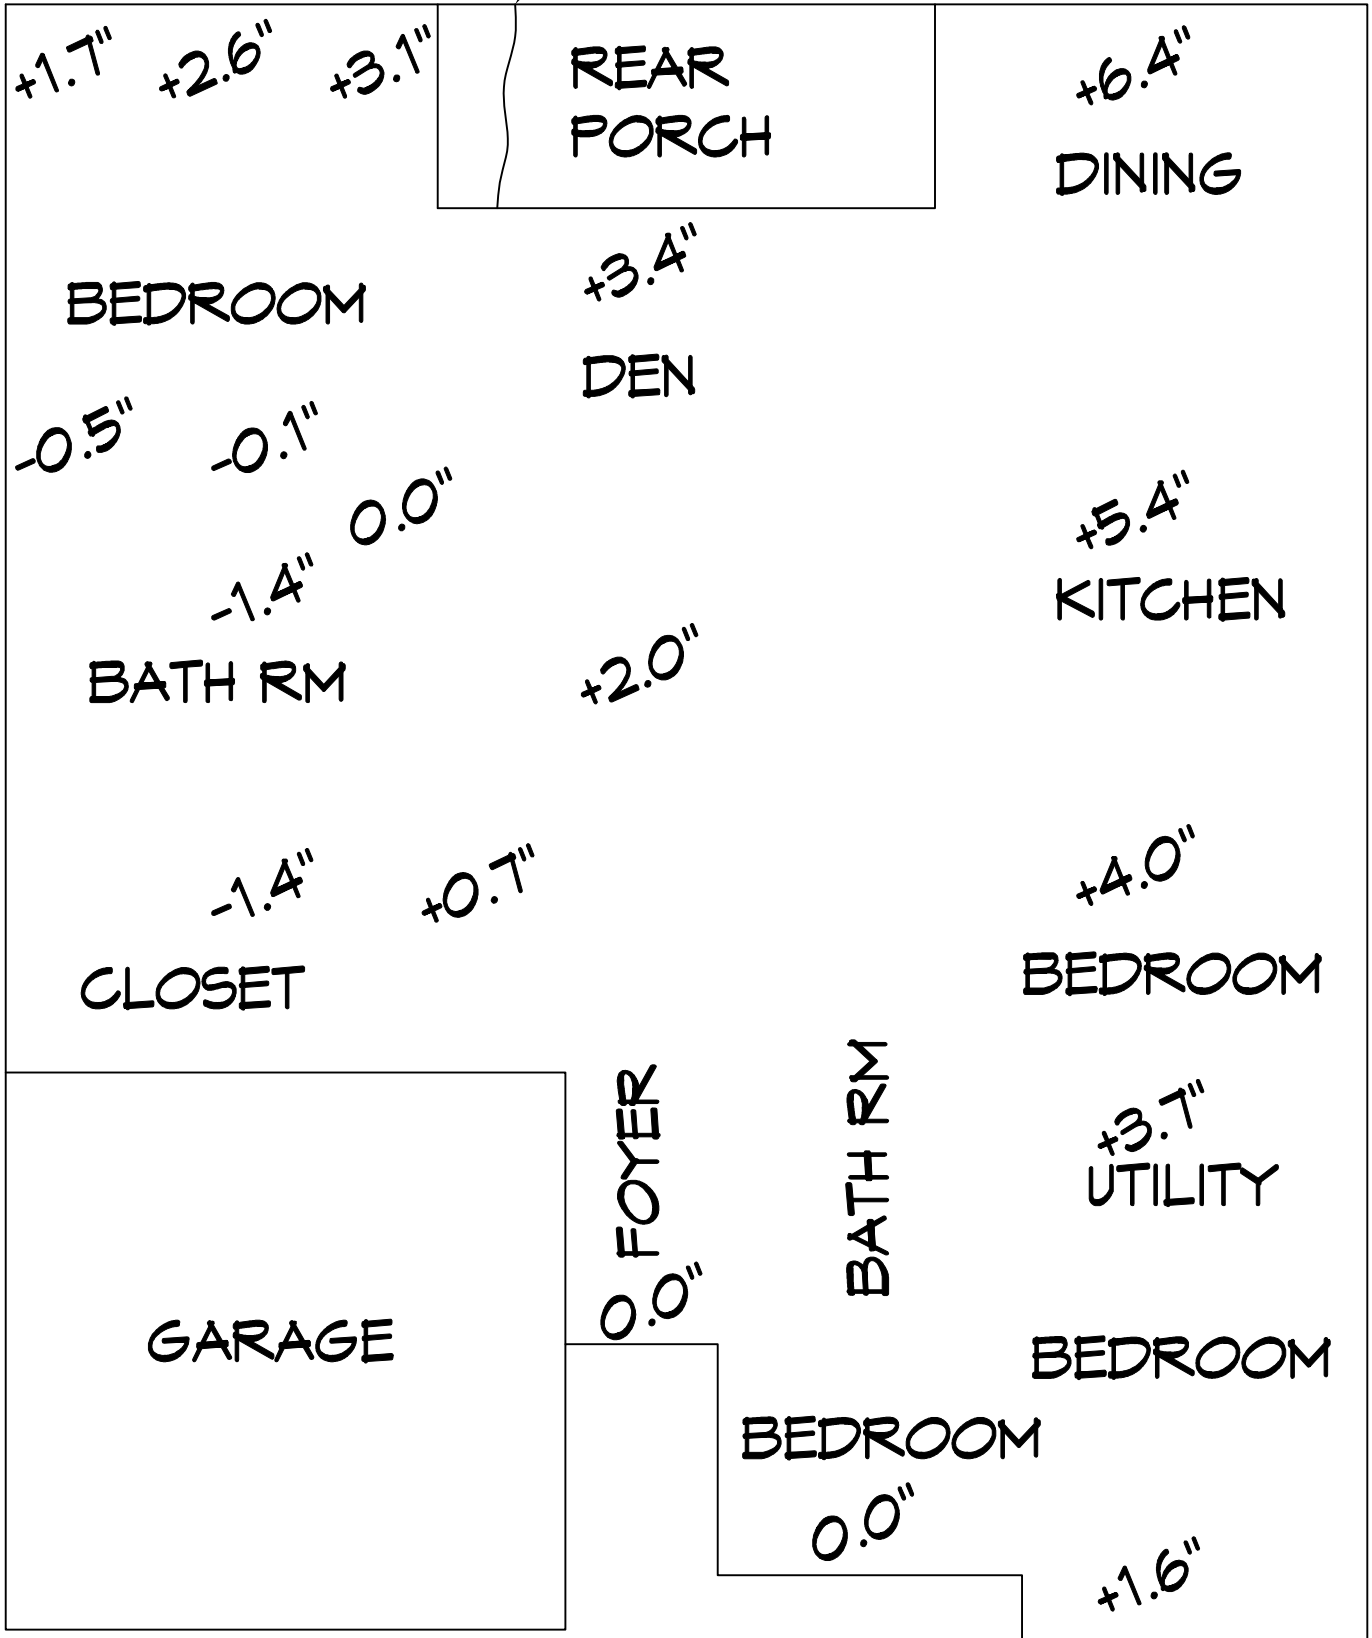 +1.7" +2.6" +3.1"
REAR
PORCH
+6.4"
DINING
+3.4"
BEDROOM
DEN
-0.5" -0.1"
0.0"
+5.4"
-1.4"
KITCHEN
BATH RM
+2.0"
+4.0"
-1.4" +0.7"
BEDROOM
CLOSET
FOYER
BATH RM
+3.7"
UTILITY
0.0"
GARAGE
BEDROOM
BEDROOM
0.0"
+1.6"